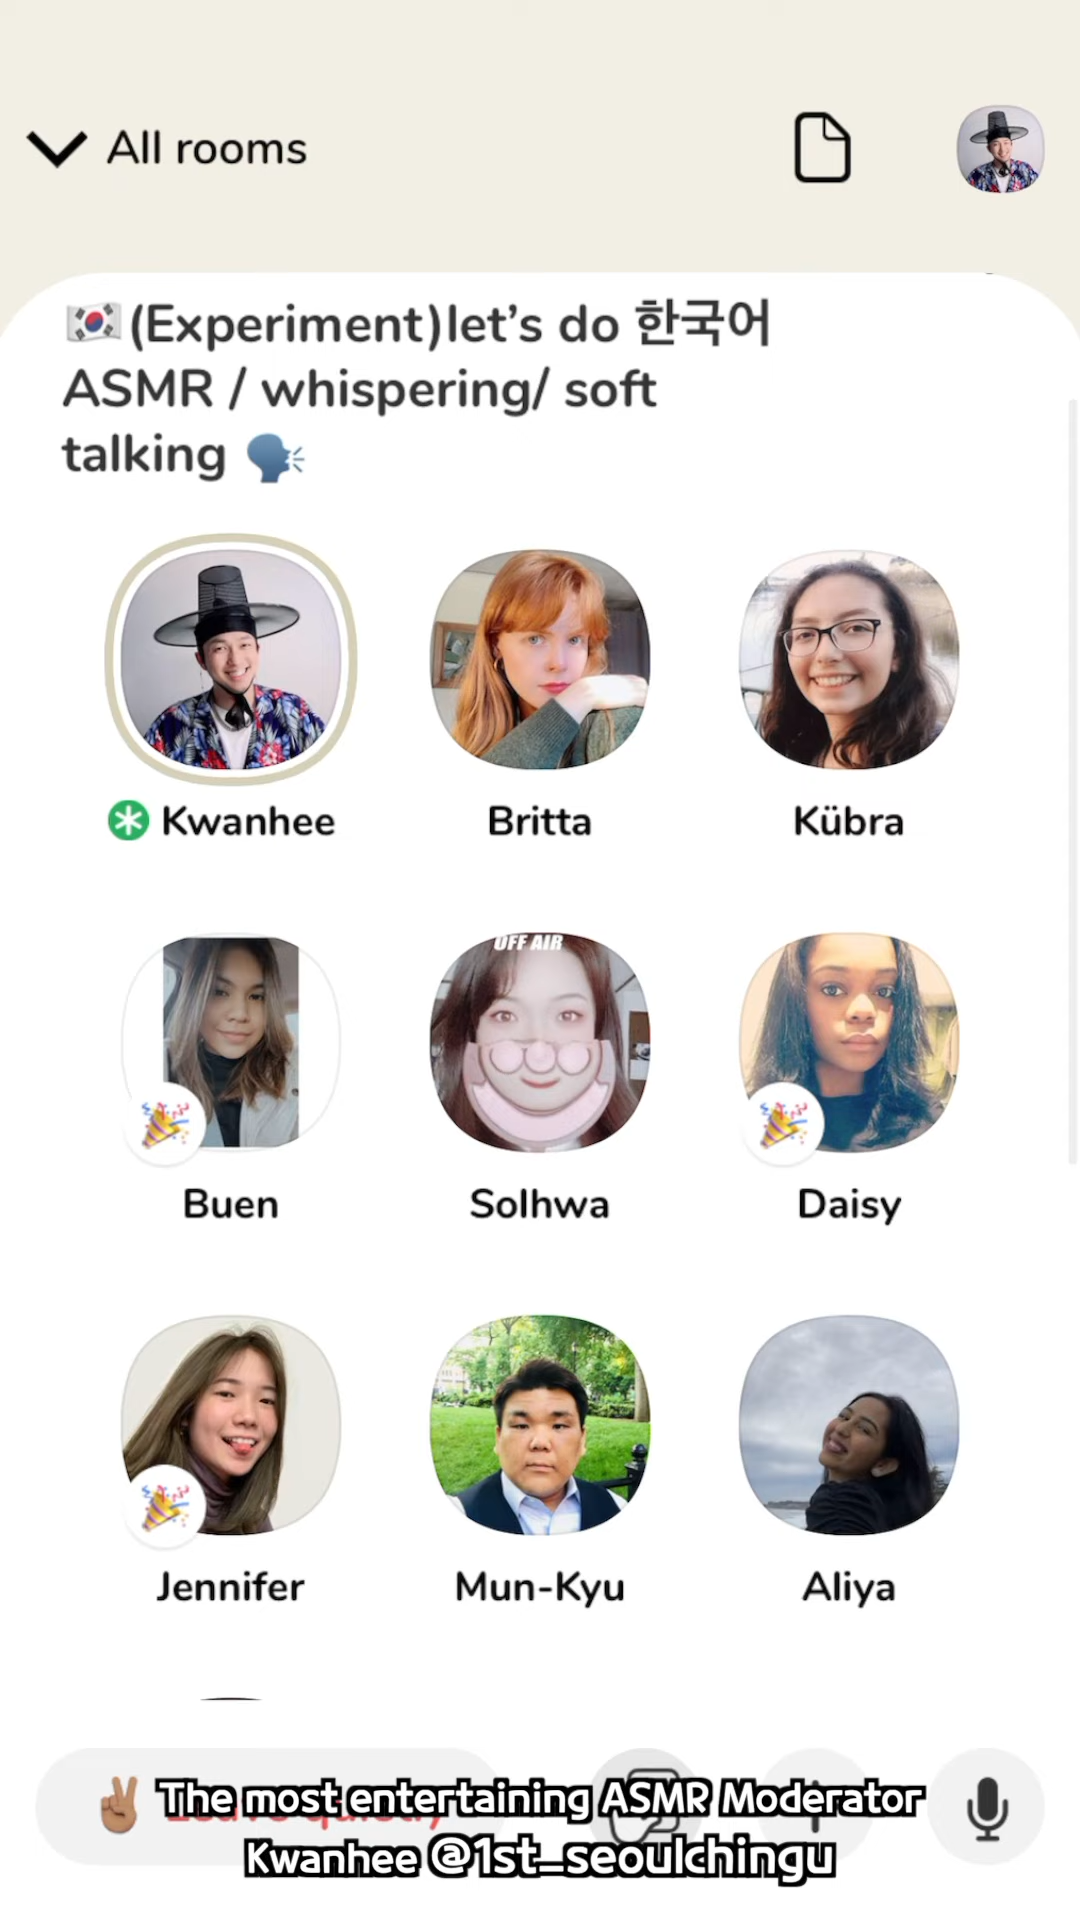 All rooms
(Experiment)let's do 한국어
ASMR / whispering/ soft
talking
Kwanhee
Britta
Kübra
OFF AIR
Buen
Solhwa
Daisy
Jennifer
Mun-Kyu
Aliya
The most entertaining ASMR Moderator
Kwanhee @1st_seoulchingu